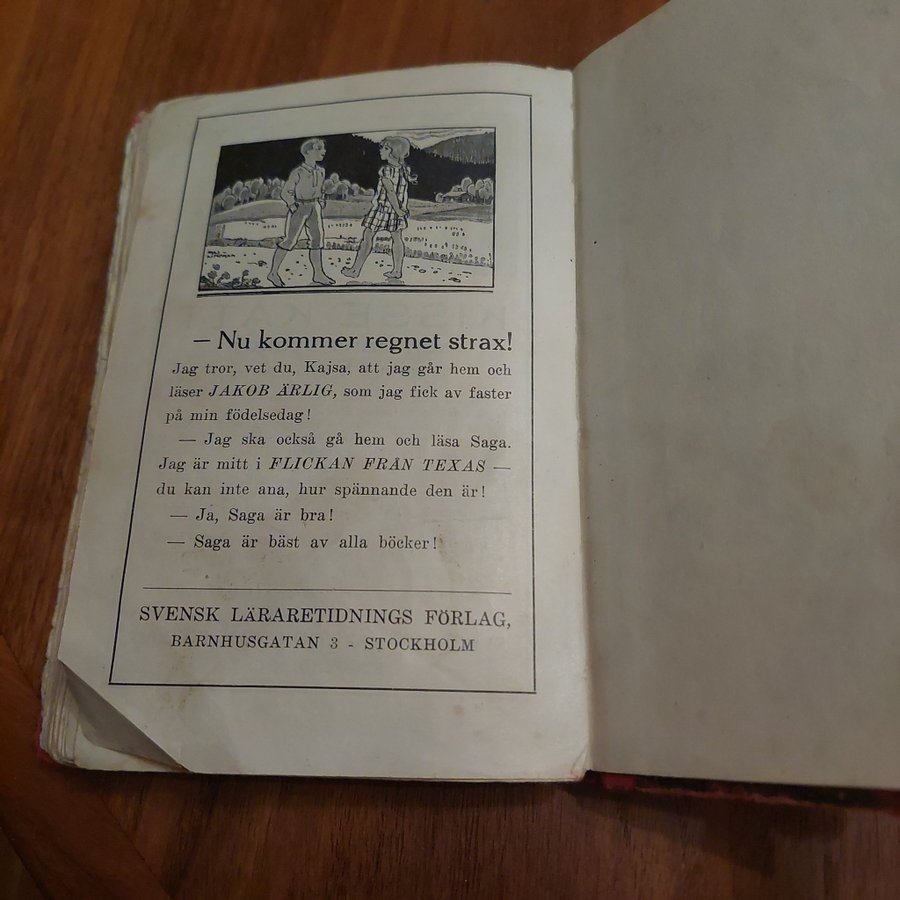 — Nu kommer regnet strax!
Jag tror, vet du, Kajsa, att jag går hem och
läser JAKOB ÄRLIG, som jag fick av faster
på min födelsedag!
— Jag ska också gå hem och läsa Saga.
Jag är mitt i FLICKAN FRÅN TEXAS —
du kan inte ana, hur spännande den är!
— Ja, Saga är bra!
— Saga är bäst av alla böcker!
SVENSK LÄRARETIDNINGS FÖRLAG,
BARNHUSGATAN 3 - STOCKHOLM